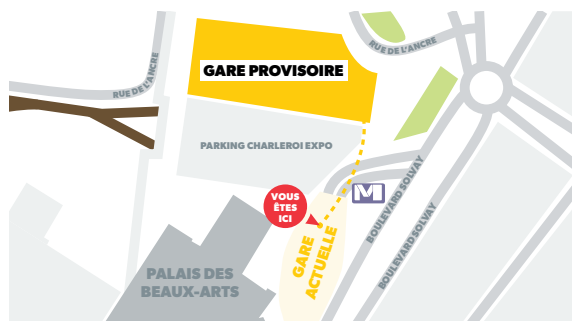 RUE DE L'ANCRE
RUE DE L'ANCRE
GARE PROVISOIRE
PARKING CHARLEROI EXPO
M
VOUS
ÊTES
ICI
BOULEVARD SOLVAY
BOULEVARD SOLVAY
GARE
ACTUELLE
PALAIS DES
BEAUX-ARTS